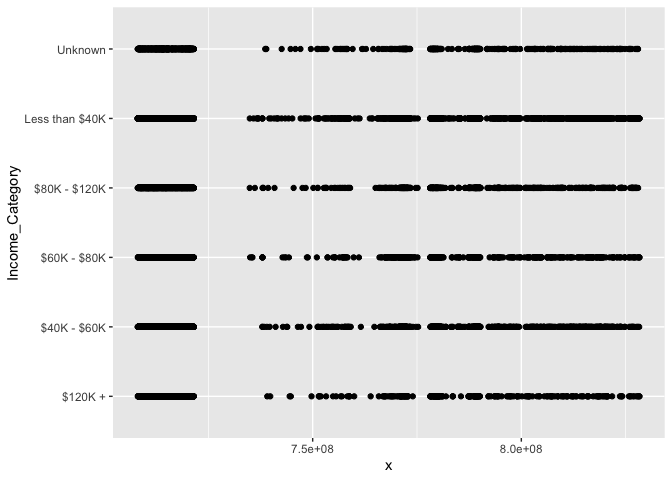 Unknown
Less than $40K
$80K - $120K
$60K - $80K
$40K - $60K
$120K +
Income_Category
7.5e+08
8.0e+08
x